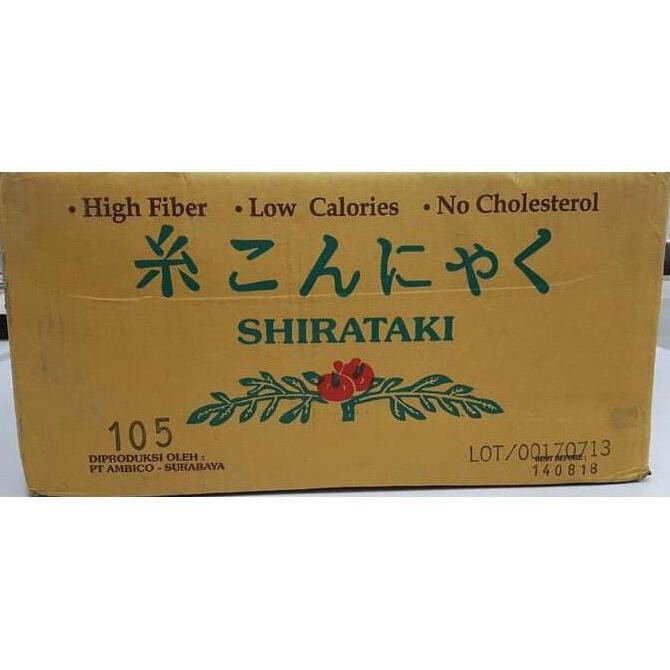 • High Fiber • Low Calories • No Cholesterol
糸こんにゃく
SHIRATAKI
105
DIPRODUKSI OLEH :
PT AMBICO - SURABAYA
LOT/00170713
BEST BEFORE :
140818